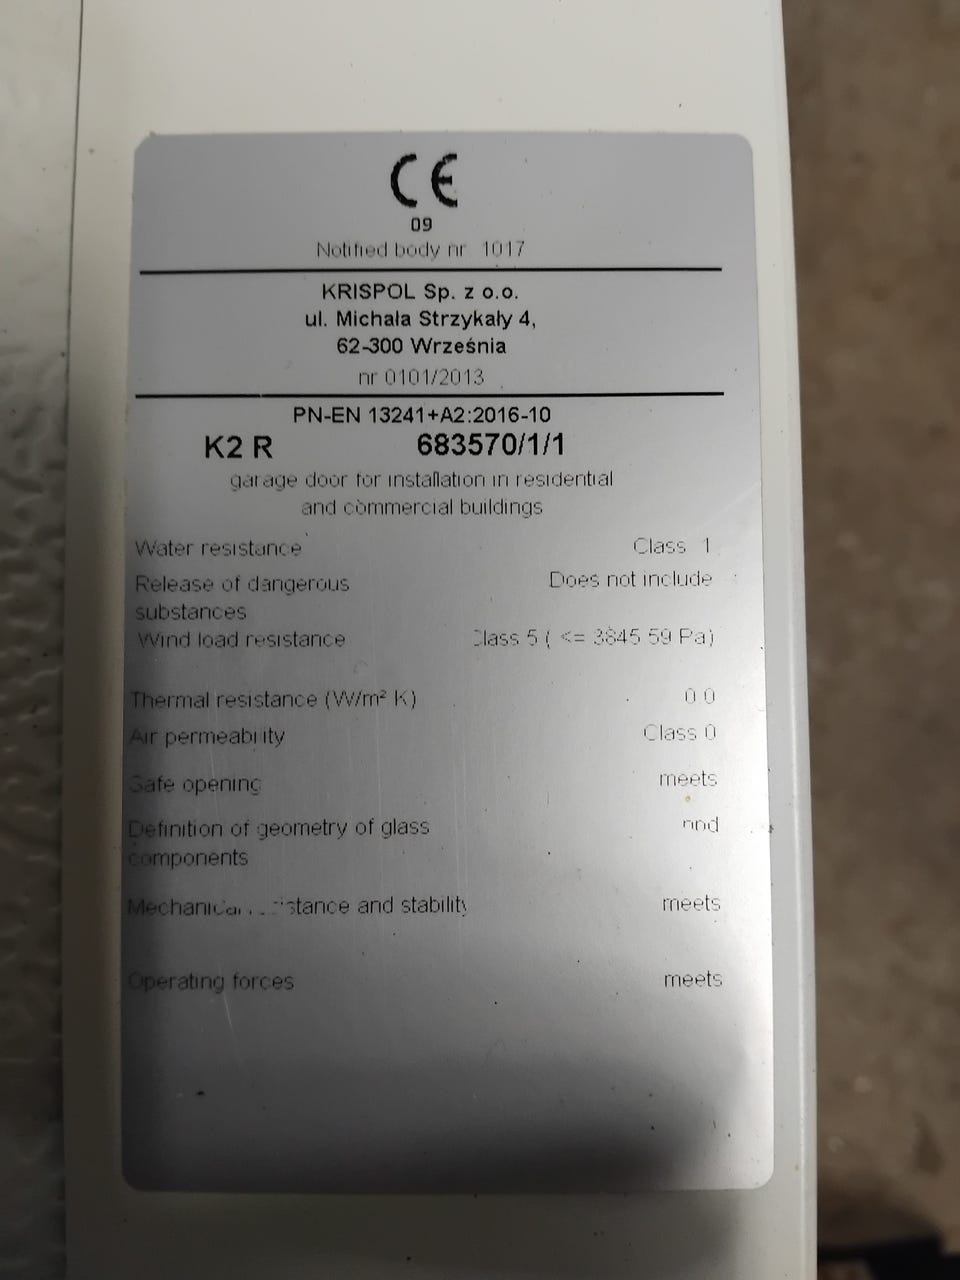 CE
09
Notified body nr 1017
KRISPOL Sp. z o.o.
ul. Michała Strzykały 4,
62-300 Września
nr 0101/2013
PN-EN 13241+A2:2016-10
K2 R 683570/1/1
garage door for installation in residential
and commercial buildings
Water resistance Class 1
Release of dangerous Does not include
substances
Wind load resistance Class 5 ( <= 3845 59 Pa)
Thermal resistance (W/m² K) 0 0
Air permeability Class 0
Safe opening meets
Definition of geometry of glass nnd
components
Mechanical resistance and stability meets
Operating forces meets